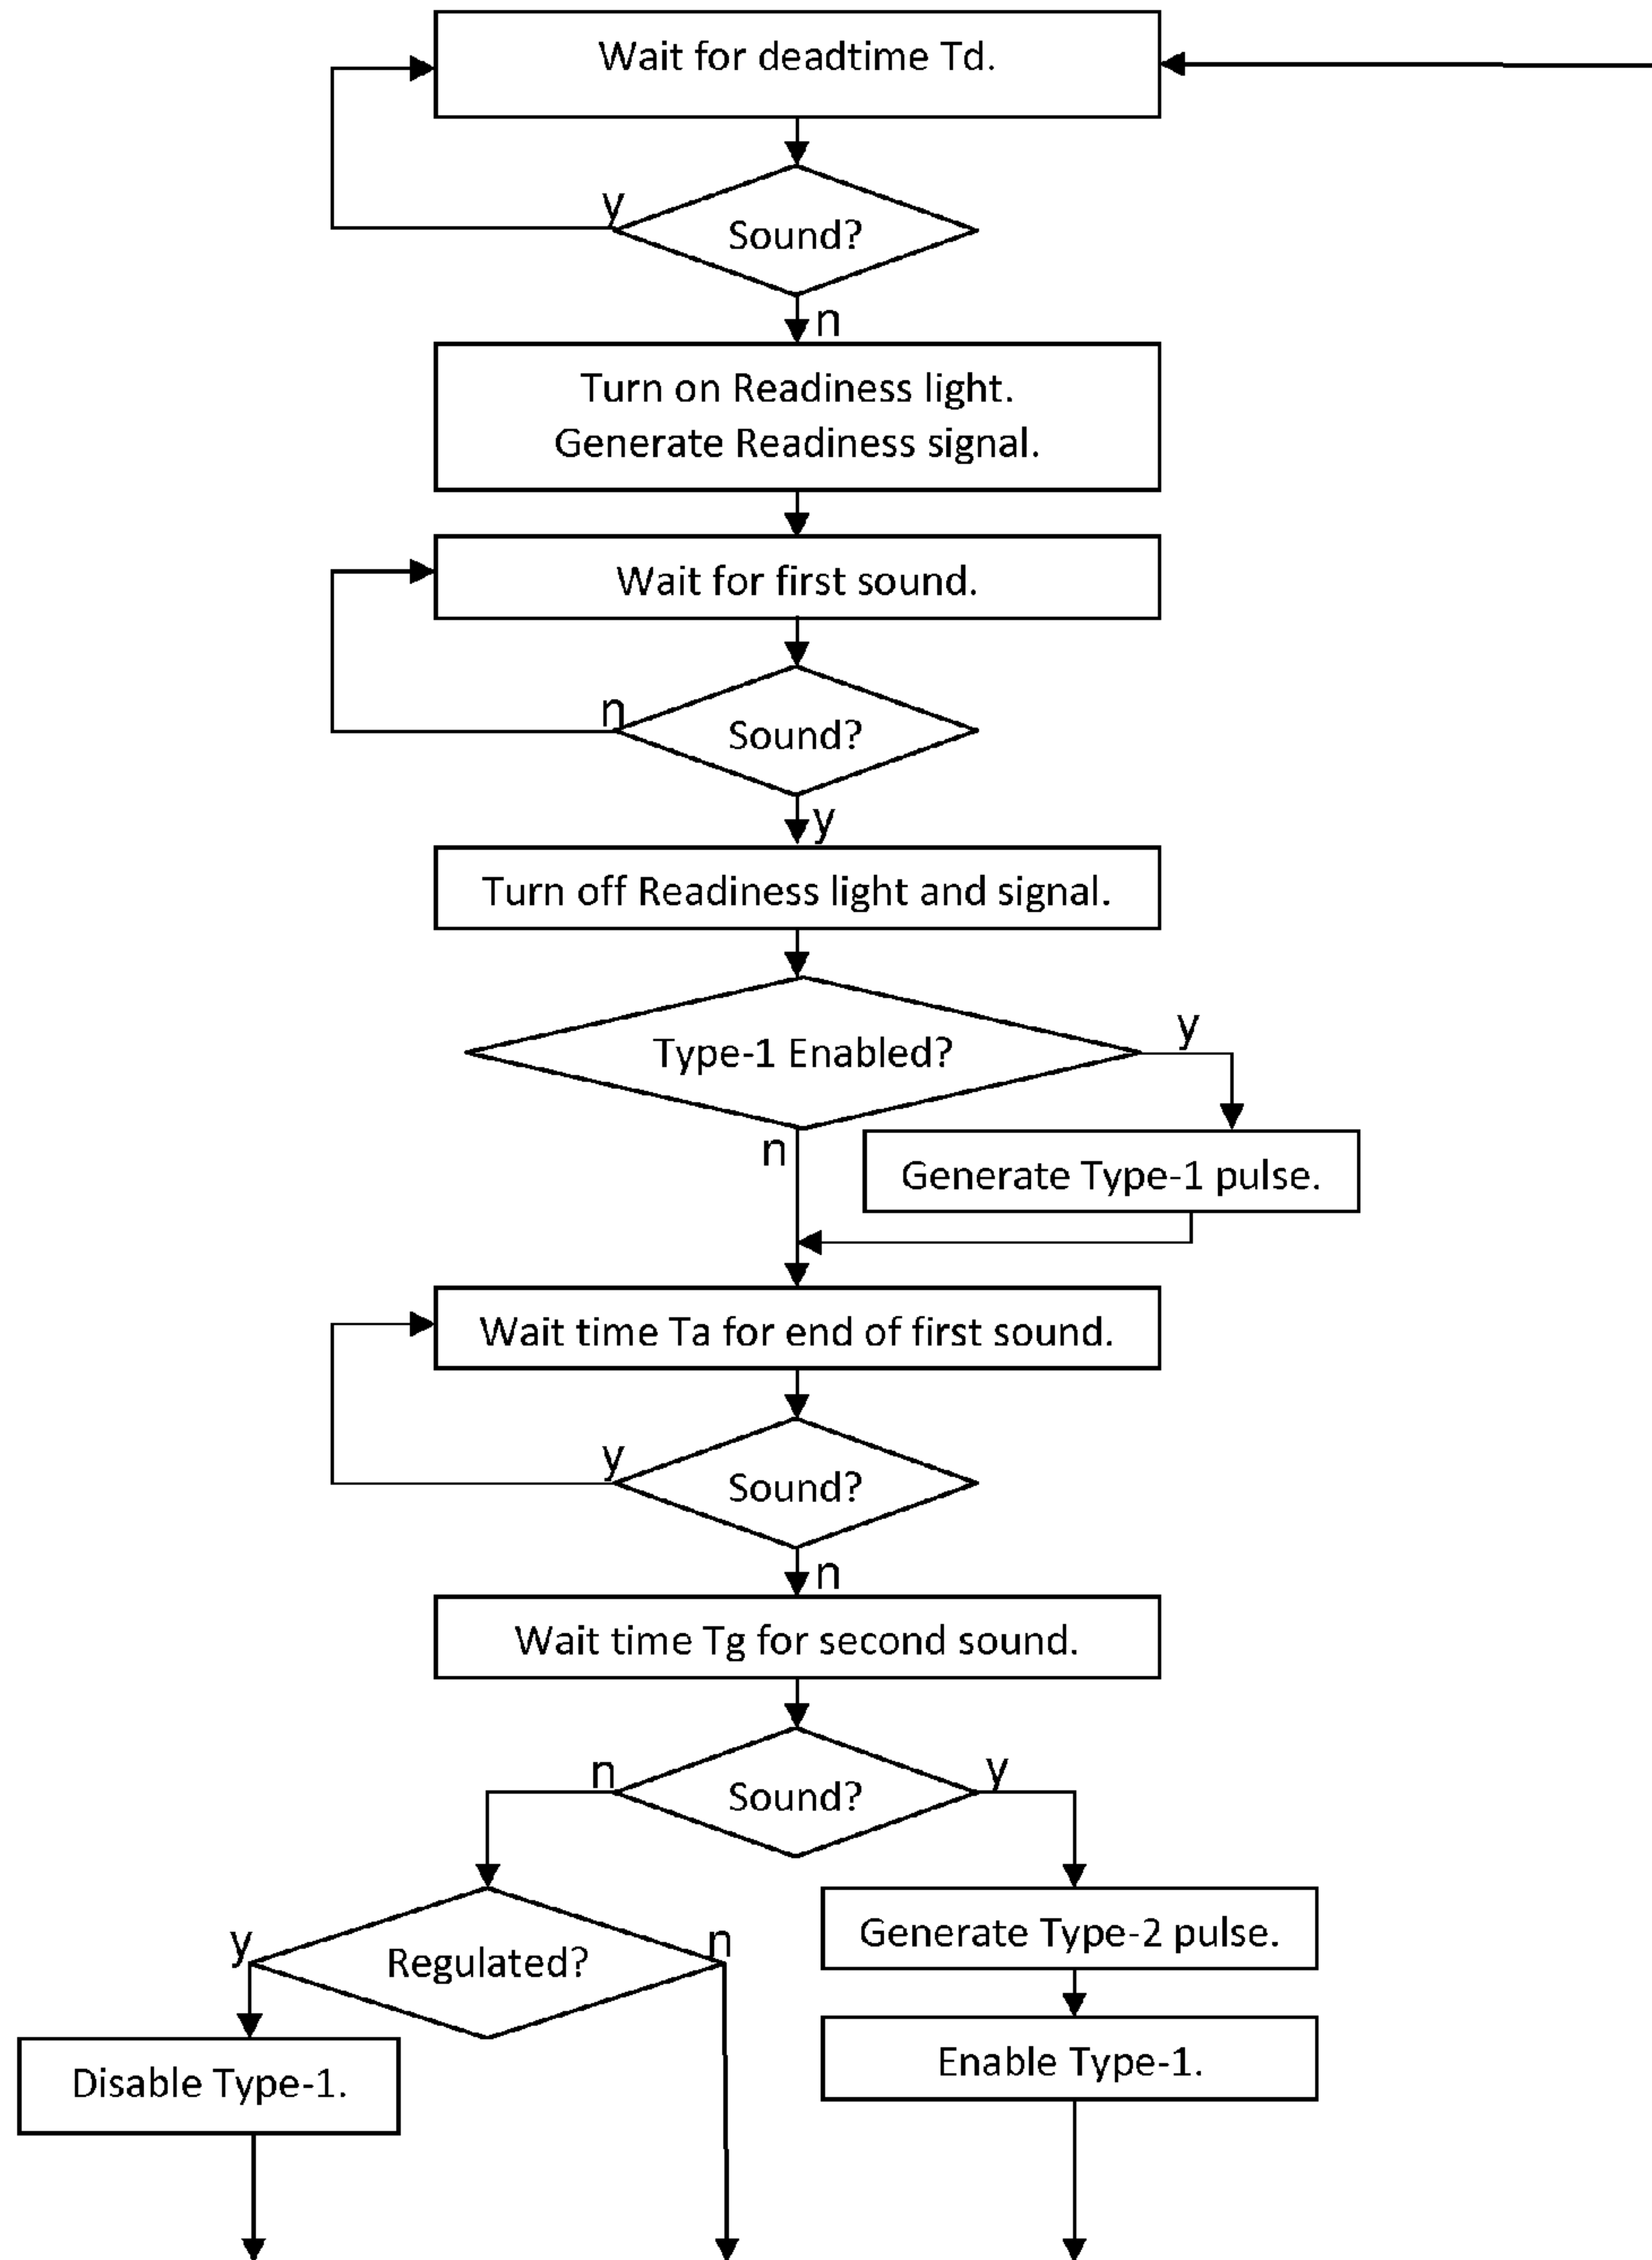 Wait for deadtime Td.
y
Sound?
n
Turn on Readiness light.
Generate Readiness signal.
Wait for first sound.
n
Sound?
y
Turn off Readiness light and signal.
Type-1 Enabled?
y
n
Generate Type-1 pulse.
Wait time Ta for end of first sound.
y
Sound?
n
Wait time Tg for second sound.
n
Sound?
y
y
Regulated?
n
Generate Type-2 pulse.
Disable Type-1.
Enable Type-1.